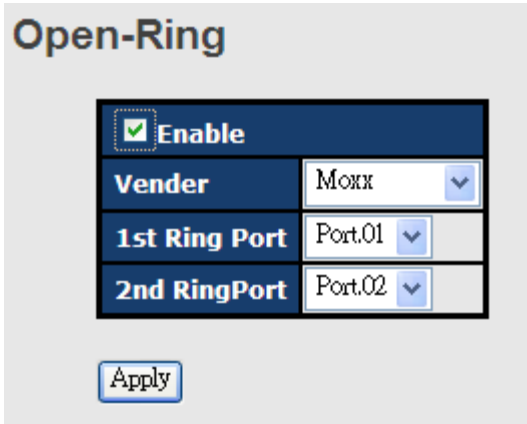 Open-Ring
Enable
Vender Moxx
1st Ring Port Port.01
2nd RingPort Port.02
Apply